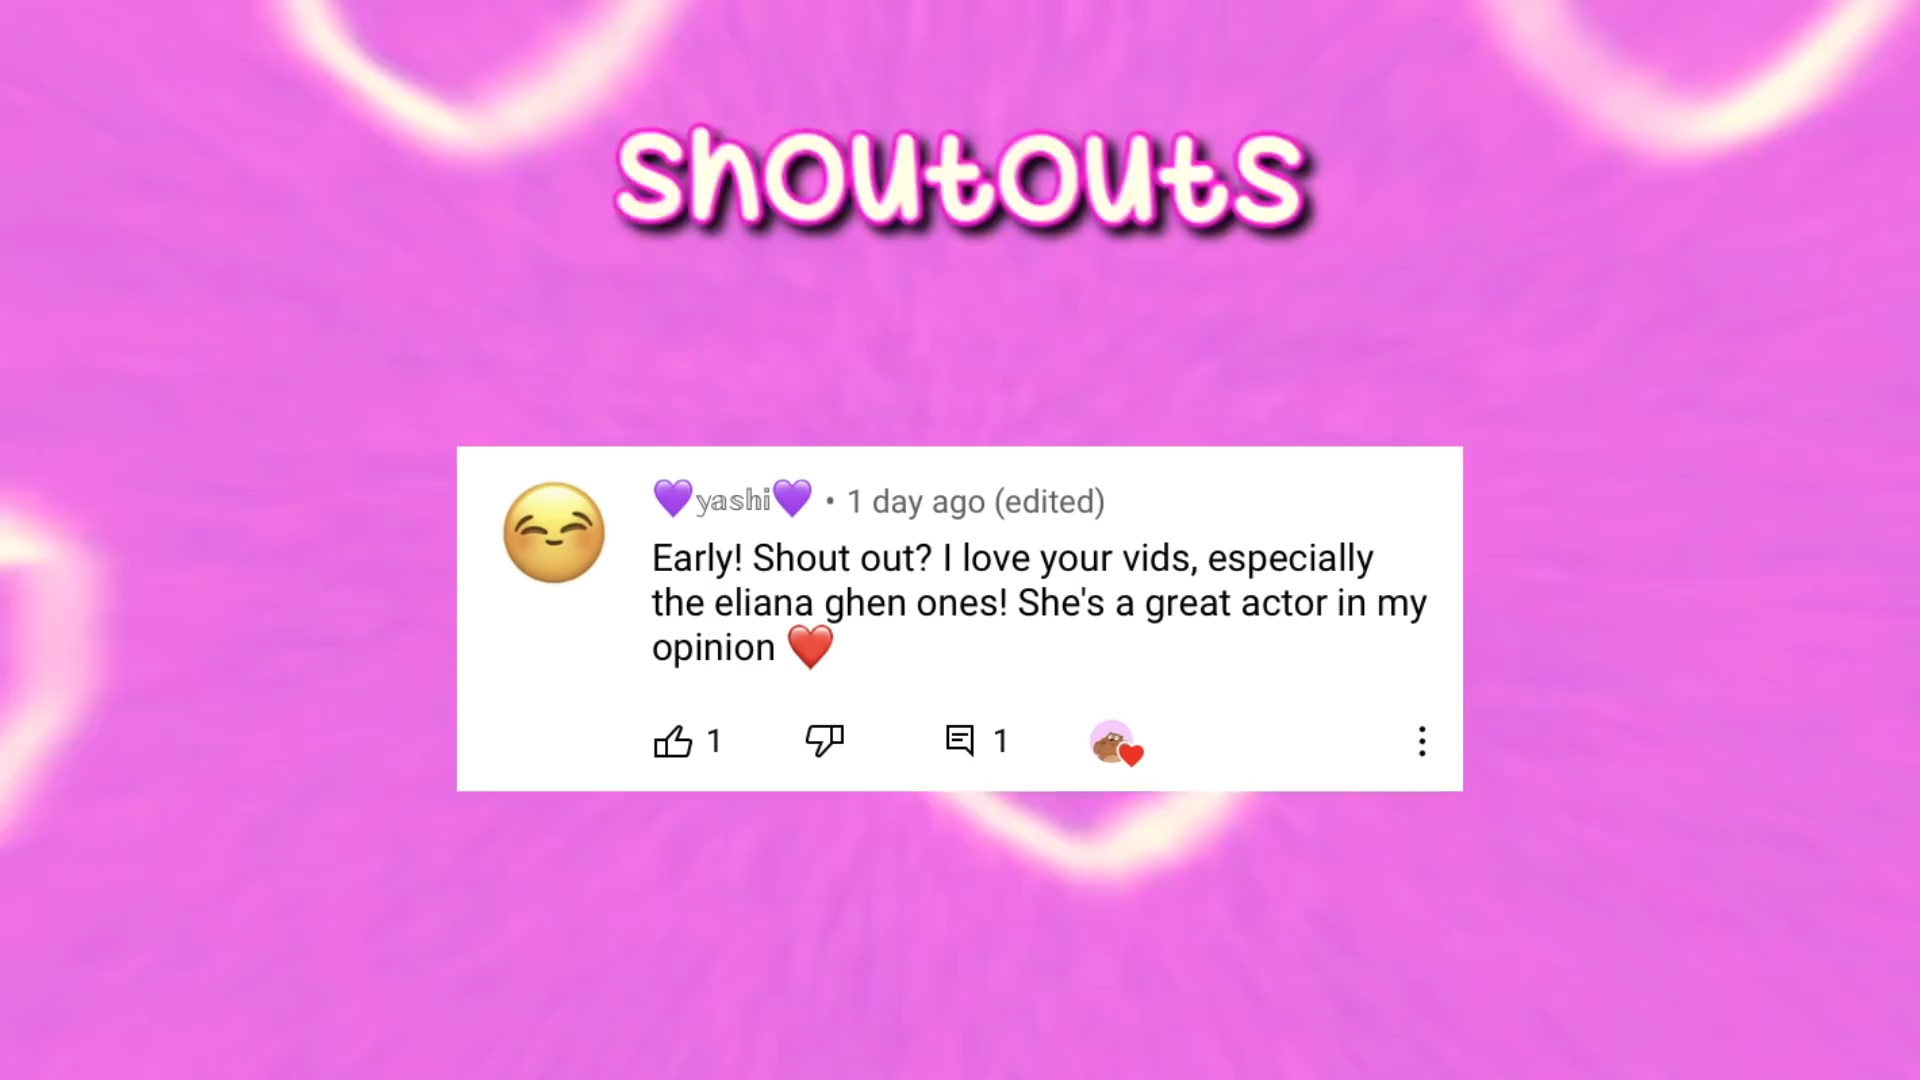 shoutouts
💜𝕪𝕒𝕤𝕙𝕚💜 • 1 day ago (edited)
Early! Shout out? I love your vids, especially
the eliana ghen ones! She's a great actor in my
opinion ❤️
1 1